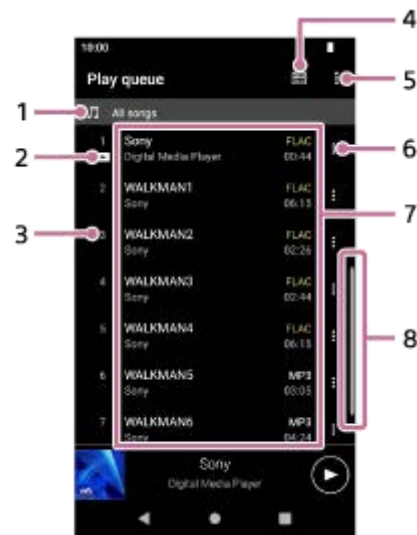 4
10:00
Play queue
5
1
All songs
1 Sony FLAC
6
2
Digital Media Player 00:44
2 WALKMAN1 FLAC
7
Sony 06:15
3
3 WALKMAN2 FLAC
Sony 02:26
4 WALKMAN3 FLAC
Sony 02:44
8
5 WALKMAN4 FLAC
Sony 06:15
6 WALKMAN5 MP3
Sony 03:05
7 WALKMAN6 MP3
Sony 04:24
Sony
Digital Media Player